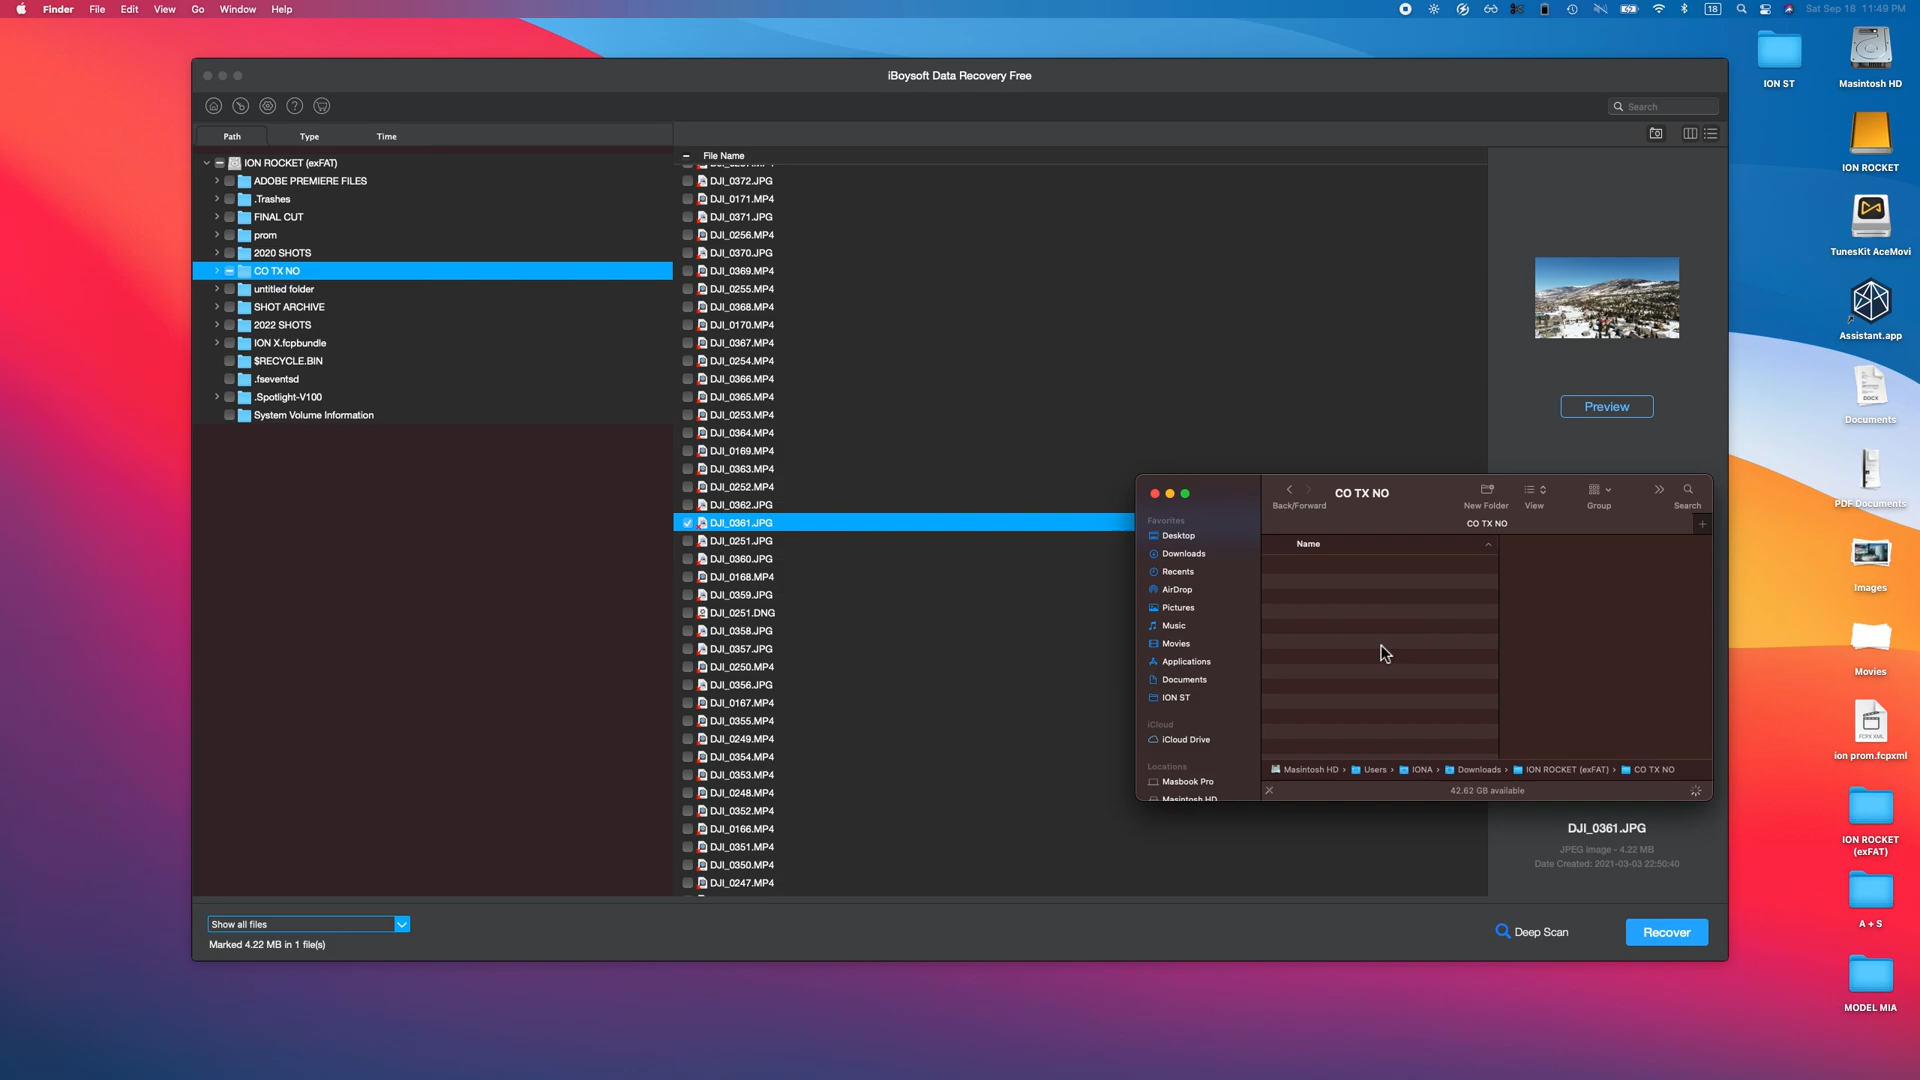 Finder File Edit View Go Window Help
18 Sat Sep 18 11:49 PM
iBoysoft Data Recovery Free
Search
Path Type Time
ION ROCKET (exFAT)
ADOBE PREMIERE FILES
.Trashes
FINAL CUT
prom
2020 SHOTS
CO TX NO
untitled folder
SHOT ARCHIVE
2022 SHOTS
ION X.fcpbundle
$RECYCLE.BIN
.fseventsd
.Spotlight-V100
System Volume Information
File Name
DJI_0372.JPG
DJI_0171.MP4
DJI_0371.JPG
DJI_0256.MP4
DJI_0370.JPG
DJI_0369.MP4
DJI_0255.MP4
DJI_0368.MP4
DJI_0170.MP4
DJI_0367.MP4
DJI_0254.MP4
DJI_0366.MP4
DJI_0365.MP4
DJI_0253.MP4
DJI_0364.MP4
DJI_0169.MP4
DJI_0363.MP4
DJI_0252.MP4
DJI_0362.JPG
DJI_0361.JPG
DJI_0251.JPG
DJI_0360.JPG
DJI_0168.MP4
DJI_0359.JPG
DJI_0251.DNG
DJI_0358.JPG
DJI_0357.JPG
DJI_0250.MP4
DJI_0356.JPG
DJI_0167.MP4
DJI_0355.MP4
DJI_0249.MP4
DJI_0354.MP4
DJI_0353.MP4
DJI_0248.MP4
DJI_0352.MP4
DJI_0166.MP4
DJI_0351.MP4
DJI_0350.MP4
DJI_0247.MP4
Preview
CO TX NO
Back/Forward New Folder View Group Search
CO TX NO
Name
Favorites
Desktop
Downloads
Recents
AirDrop
Pictures
Music
Movies
Applications
Documents
ION ST
iCloud
iCloud Drive
Locations
Masbook Pro
Masintosh HD
Masintosh HD › Users › IONA › Downloads › ION ROCKET (exFAT) › CO TX NO
42.62 GB available
DJI_0361.JPG
JPEG image - 4.22 MB
Date Created: 2021-03-03 22:50:40
Show all files
Marked 4.22 MB in 1 file(s)
Deep Scan
Recover
ION ST
Masintosh HD
ION ROCKET
TunesKit AceMovi
Assistant.app
DOCX
Documents
PDF Documents
Images
Movies
FCPX XML
ion prom.fcpxml
ION ROCKET
(exFAT)
A + S
MODEL MIA